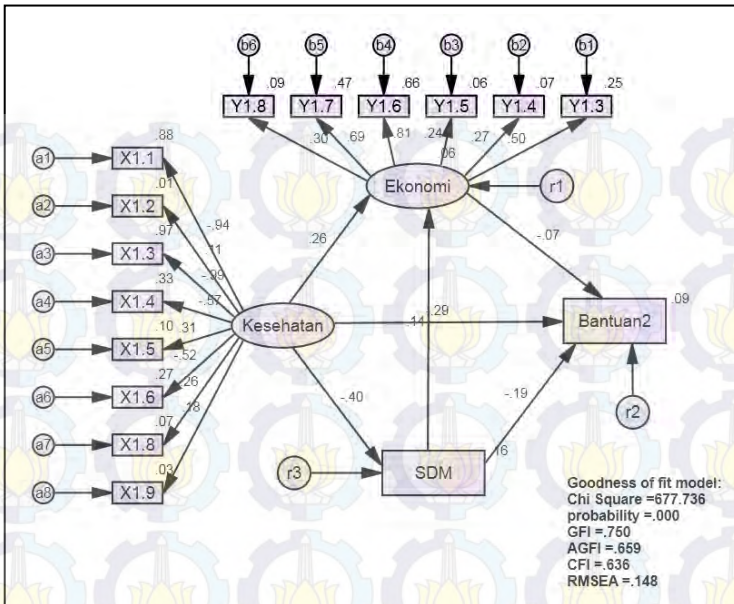 b6 b5 b4 b3 b2 b1
.09 .47 .66 .06 .07 .25
Y1.8 Y1.7 Y1.6 Y1.5 Y1.4 Y1.3
.30 .69 .81 .24 .27 .50
.06
Ekonomi
r1
.88
a1 X1.1
.01
a2 X1.2
.97
a3 X1.3
.33
a4 X1.4
.10
a5 X1.5
.27
a6 X1.6
.07
a7 X1.8
.03
a8 X1.9
-.94
.11
-.99
-.57
.31
-.52
.26
.18
Kesehatan
.26
-.07
.29
.14
.09
Bantuan2
-.40
-.19
r2
.16
r3
SDM
Goodness of fit model:
Chi Square =677.736
probability =.000
GFI =.750
AGFI =.659
CFI =.636
RMSEA =.148